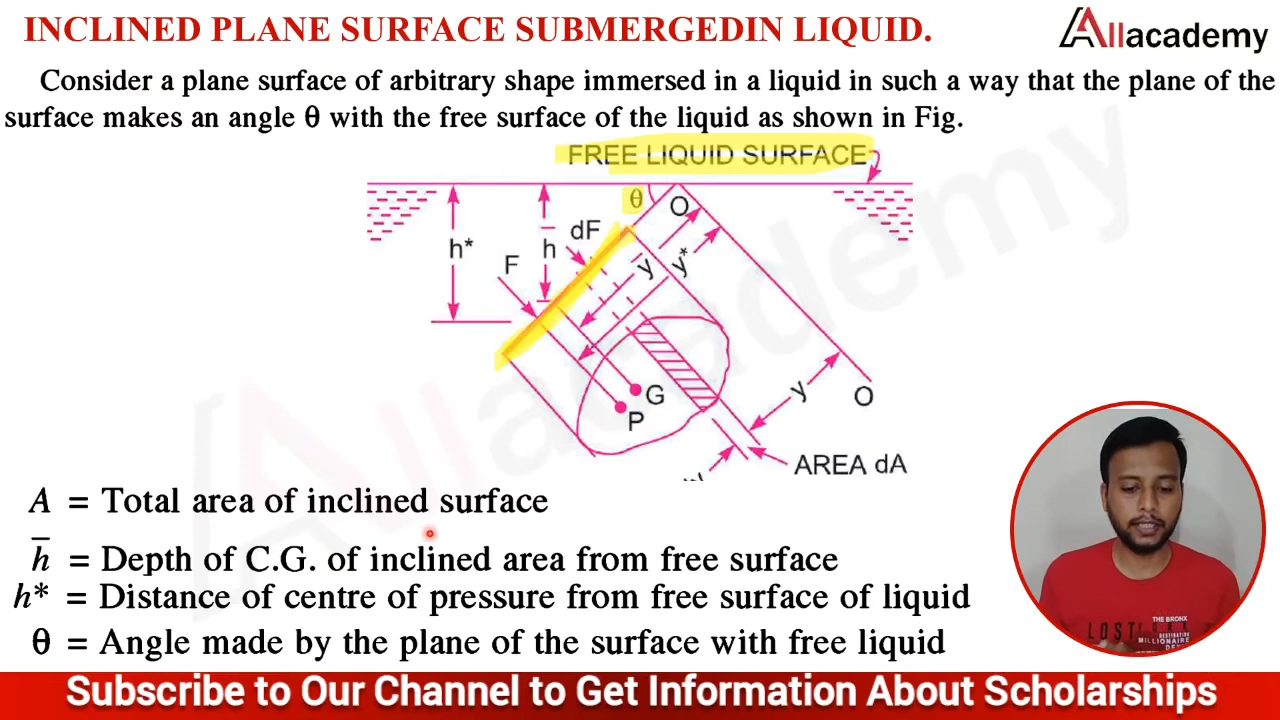 INCLINED PLANE SURFACE SUBMERGEDIN LIQUID.
Allacademy
Consider a plane surface of arbitrary shape immersed in a liquid in such a way that the plane of the
surface makes an angle θ with the free surface of the liquid as shown in Fig.
FREE LIQUID SURFACE
θ
O
dF
h*
h̅
F
y̅
y*
G
P
y
O
AREA dA
A = Total area of inclined surface
h̅ = Depth of C.G. of inclined area from free surface
h* = Distance of centre of pressure from free surface of liquid
θ = Angle made by the plane of the surface with free liquid
LOST
THE BRONX
MILLIONAIRE
Subscribe to Our Channel to Get Information About Scholarships